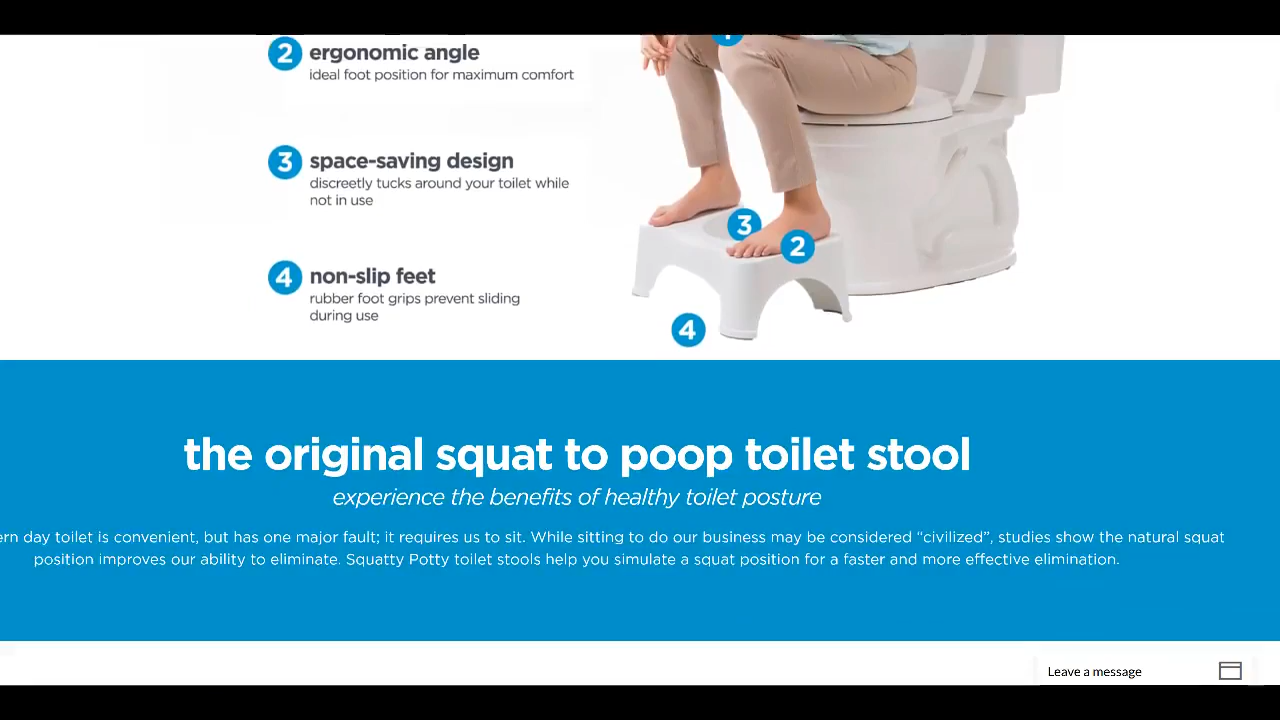 2 ergonomic angle
ideal foot position for maximum comfort
3 space-saving design
discreetly tucks around your toilet while
not in use
3
2
4 non-slip feet
rubber foot grips prevent sliding
during use
4
the original squat to poop toilet stool
experience the benefits of healthy toilet posture
day toilet is convenient, but has one major fault; it requires us to sit. While sitting to do our business may be considered “civilized”, studies show the natural squat
position improves our ability to eliminate. Squatty Potty toilet stools help you simulate a squat position for a faster and more effective elimination.
Leave a message